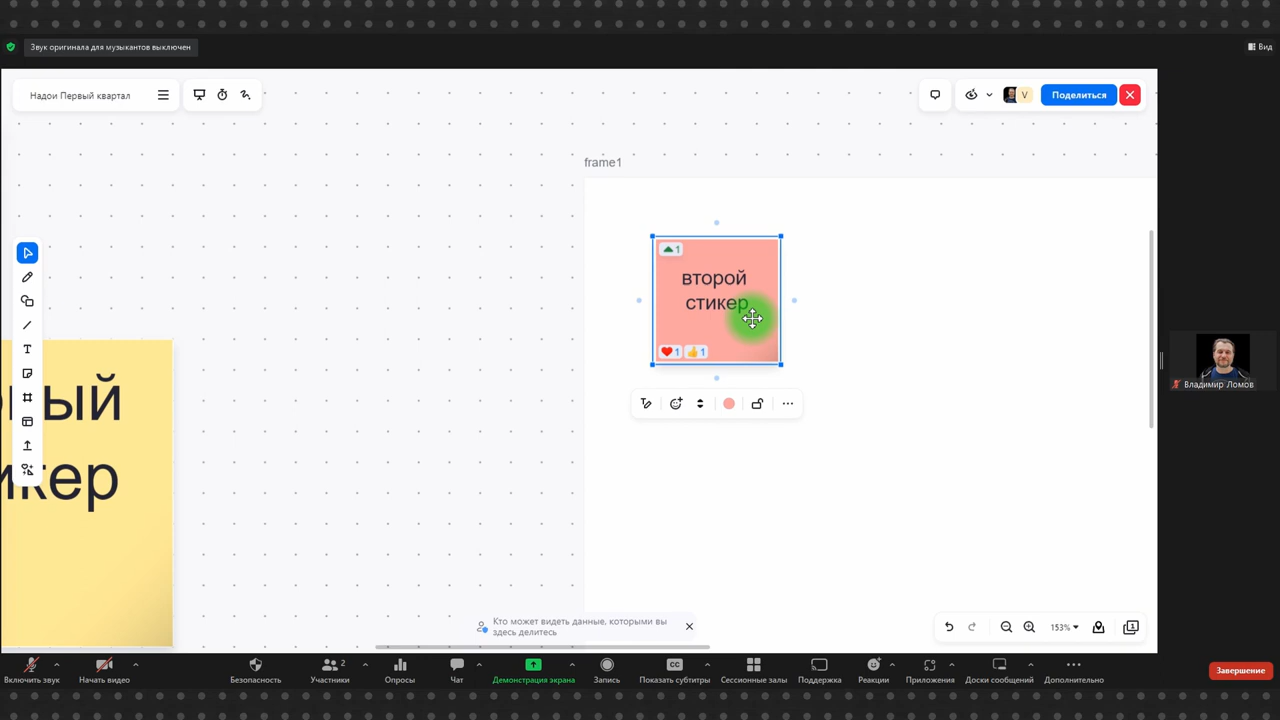 Звук оригинала для музыкантов выключен
Вид
Надои Первый квартал
V
Поделиться
frame1
1
второй
стикер
1
1
ый
кер
T
Кто может видеть данные, которыми вы
здесь делитесь
153%
1
Владимир Ломов
2
CC
Включить звук
Начать видео
Безопасность
Участники
Опросы
Чат
Демонстрация экрана
Запись
Показать субтитры
Сессионные залы
Поддержка
Реакции
Приложения
Доски сообщений
Дополнительно
Завершение